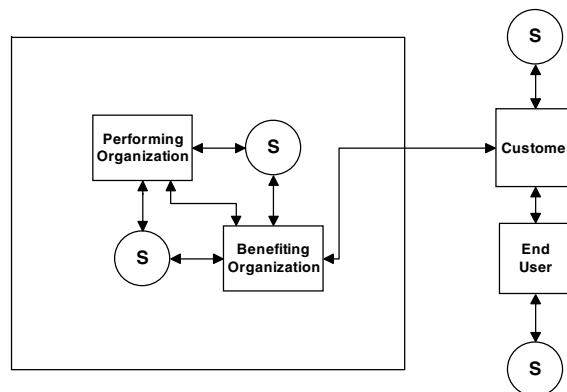 S
Performing
Organization
S
Custome
S
Benefiting
Organization
End
User
S